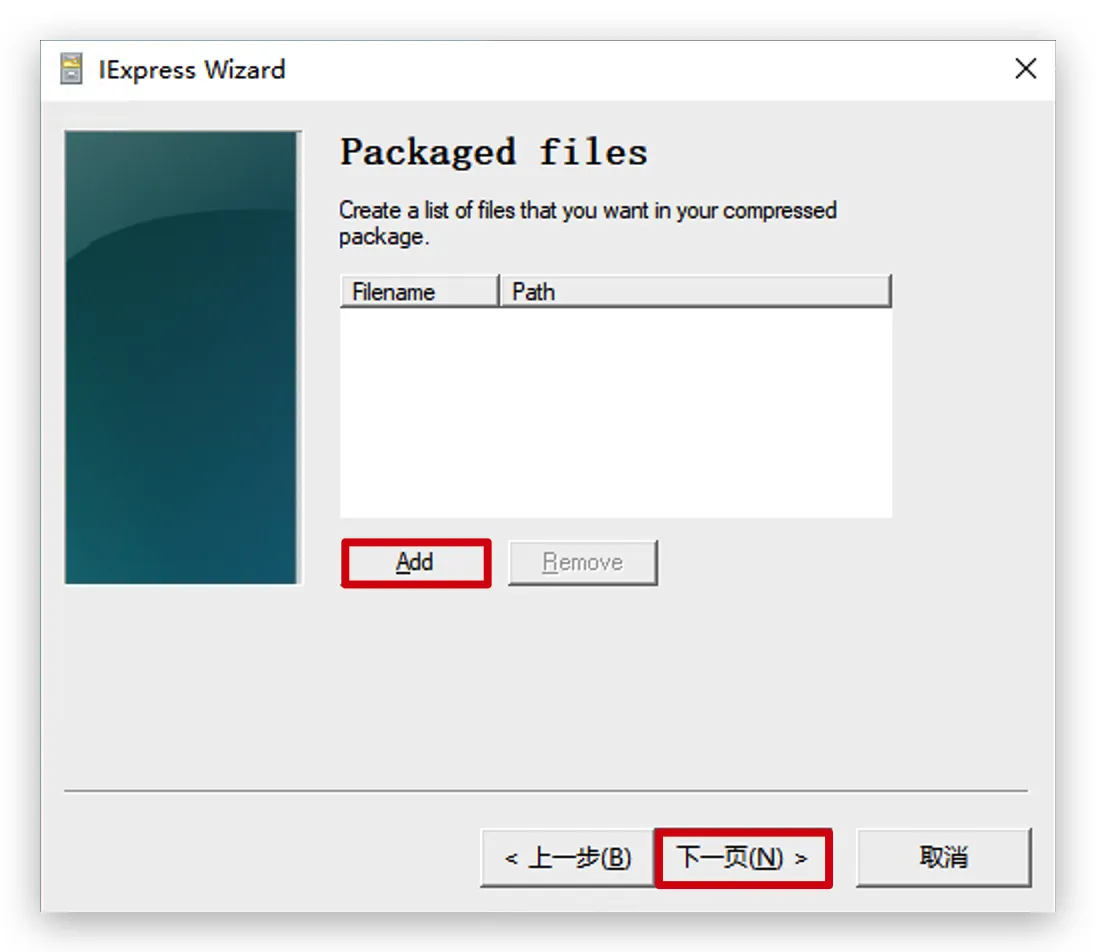 IExpress Wizard
Packaged files
Create a list of files that you want in your compressed
package.
Filename Path
Add Remove
< 上一步(B) 下一页(N) > 取消